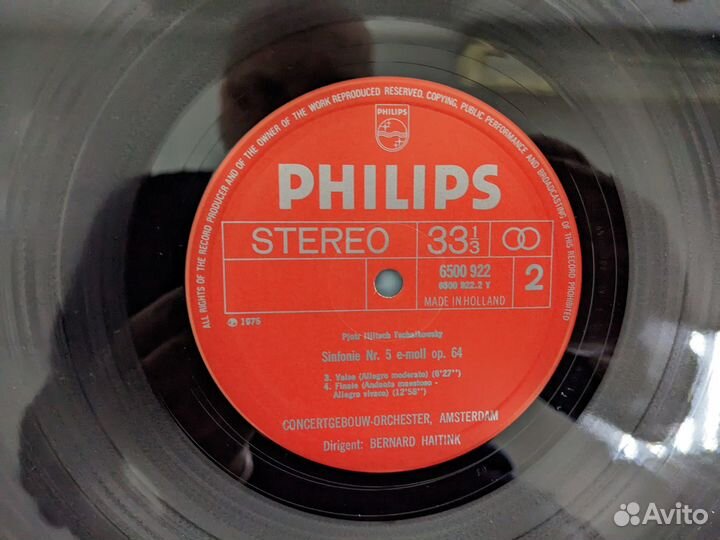 ALL RIGHTS OF THE RECORD PRODUCER AND OF THE OWNER OF THE WORK REPRODUCED RESERVED. COPYING, PUBLIC PERFORMANCE AND BROADCASTING OF THIS RECORD PROHIBITED
PHILIPS
PHILIPS
STEREO 33 1/3
6500 922
6500 922.2 Y
2
MADE IN HOLLAND
℗ 1975
Pjotr Iljitsch Tschaikowsky
Sinfonie Nr. 5 e-moll op. 64
3. Valse (Allegro moderato) (6'27'')
4. Finale (Andante maestoso -
Allegro vivace) (12'58'')
CONCERTGEBOUW-ORCHESTER, AMSTERDAM
Dirigent: BERNARD HAITINK
Avito